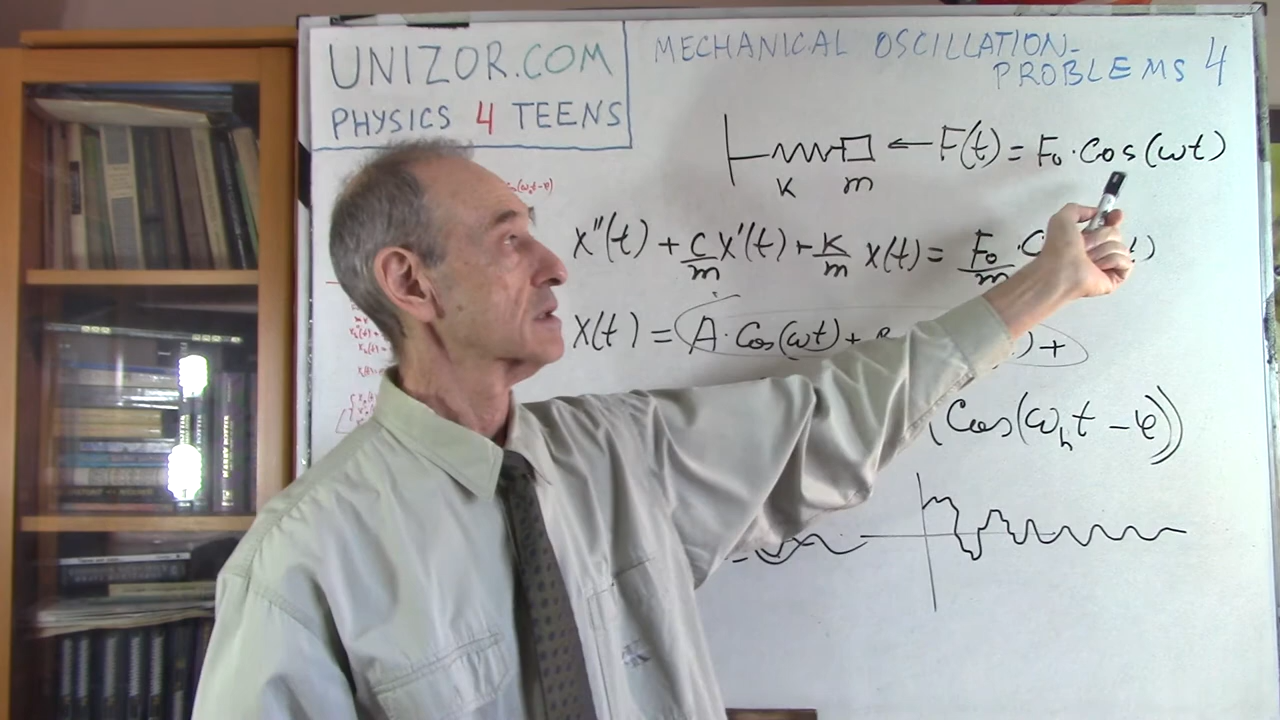 UNIZOR.COM
PHYSICS 4 TEENS
MECHANICAL OSCILLATION-
PROBLEMS 4
← F(t) = F₀·Cos(ωt)
K m
x''(t) + c/m x'(t) + K/m x(t) = F₀/m · t)
X(t) = A·Cos(ωt) + ) +
Cos(ωₕt - φ))